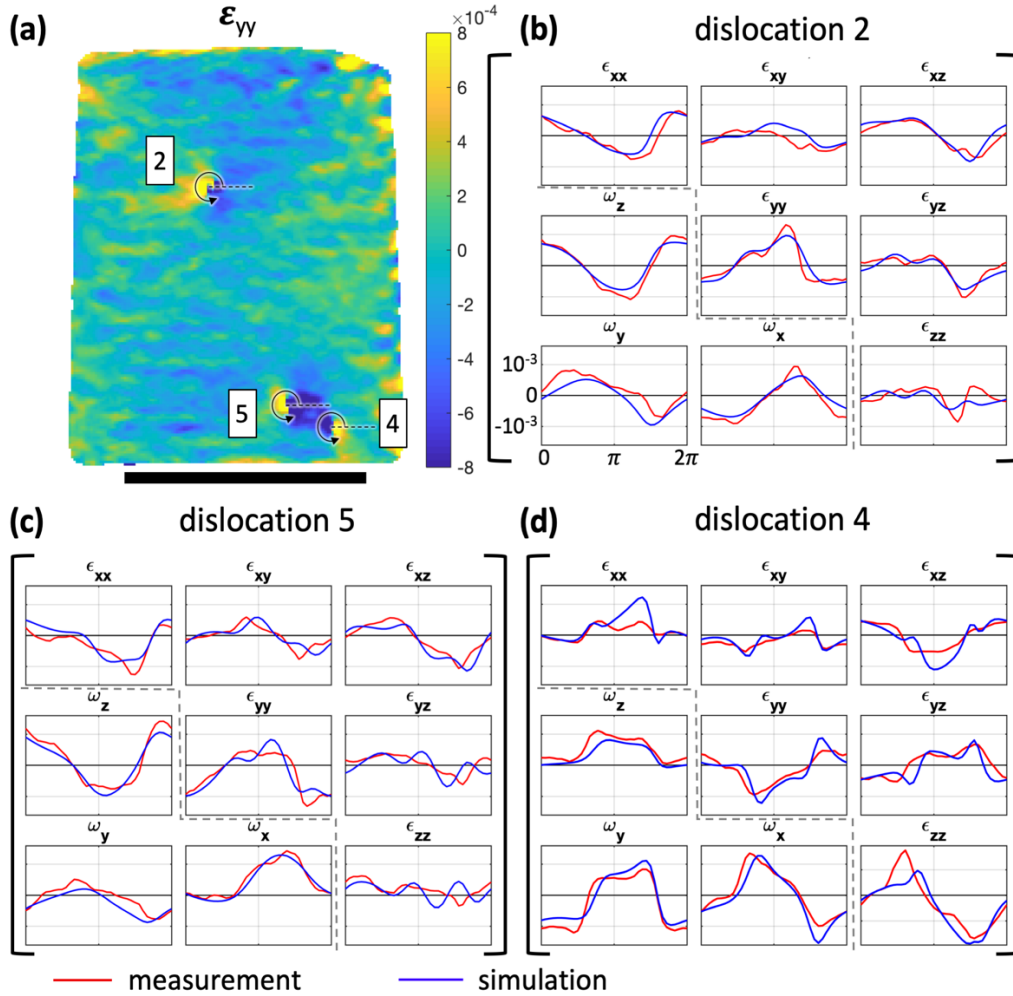 (a)
ε_yy
×10⁻⁴
8
6
4
2
0
-2
-4
-6
-8
2
5
4
(b) dislocation 2
ϵ_xx ϵ_xy ϵ_xz
ω_z ϵ_yy ϵ_yz
ω_y ω_x ϵ_zz
10⁻³
0
-10⁻³
0 π 2π
(c) dislocation 5
ϵ_xx ϵ_xy ϵ_xz
ω_z ϵ_yy ϵ_yz
ω_y ω_x ϵ_zz
(d) dislocation 4
ϵ_xx ϵ_xy ϵ_xz
ω_z ϵ_yy ϵ_yz
ω_y ω_x ϵ_zz
measurement simulation